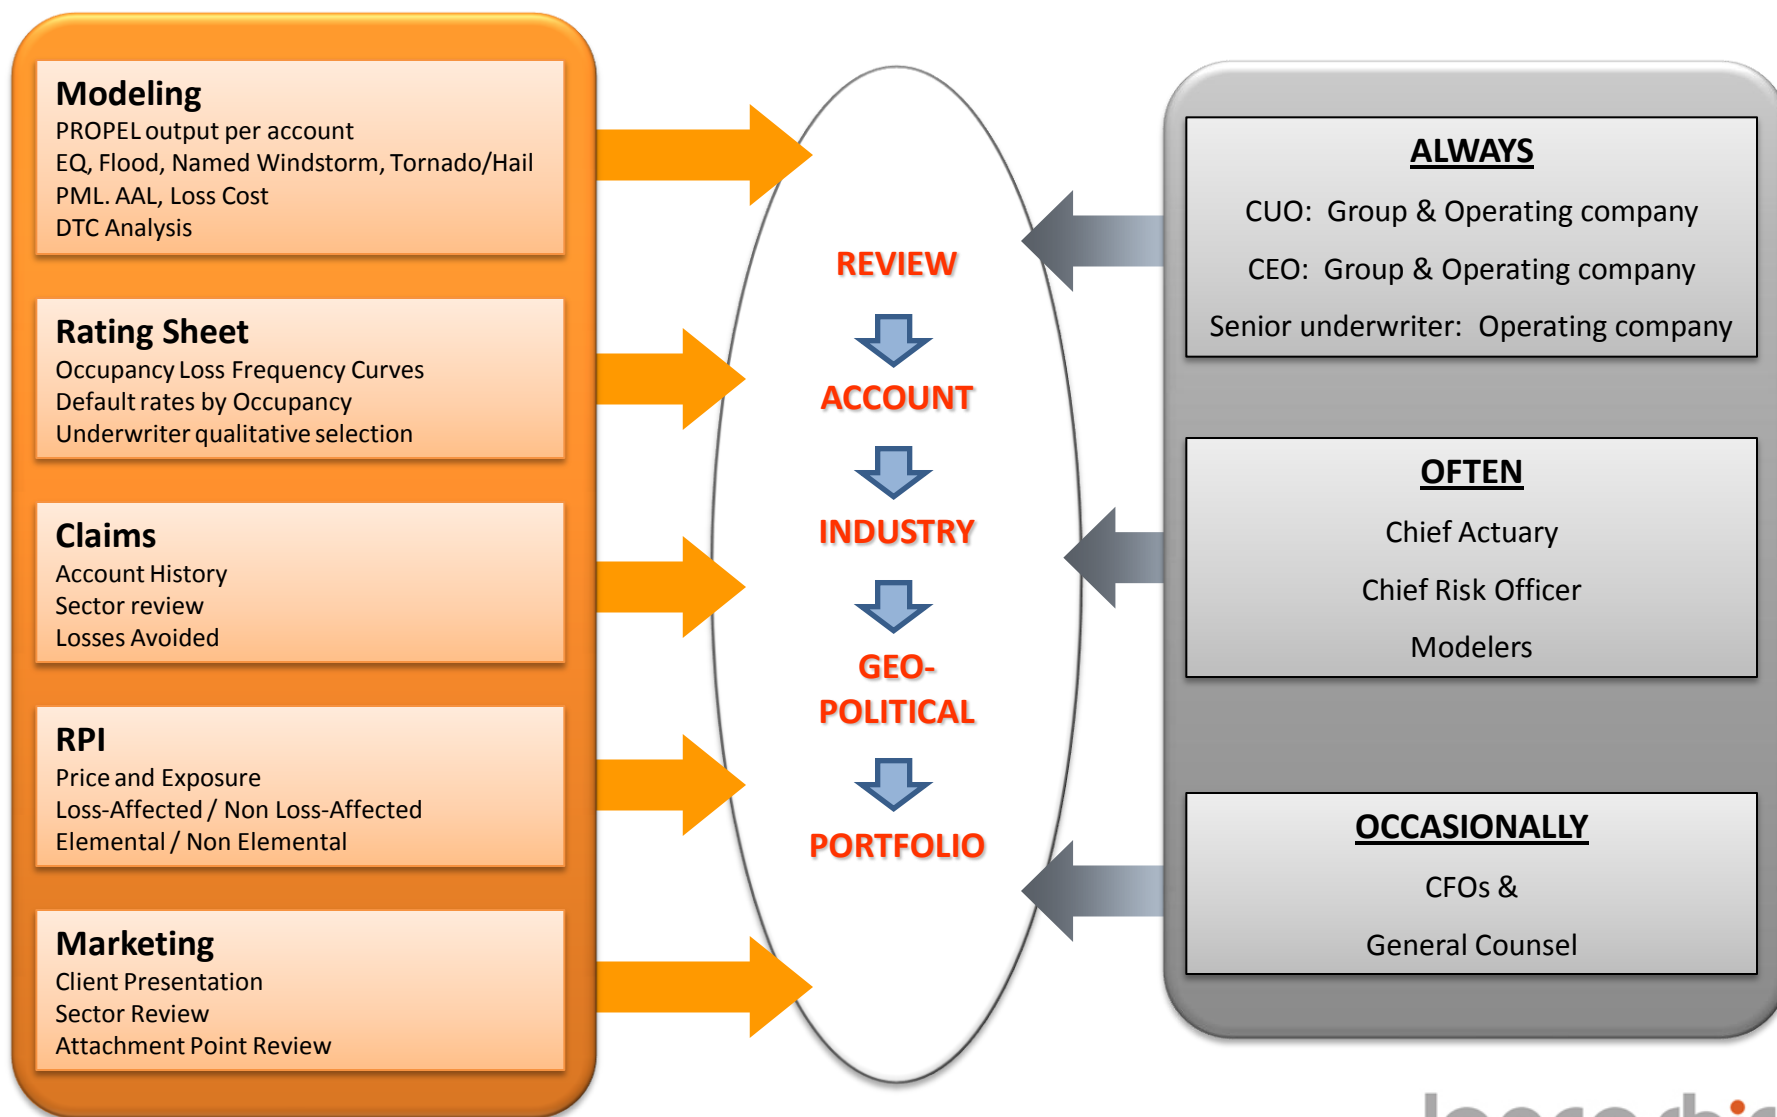 Modeling
PROPEL output per account
EQ, Flood, Named Windstorm, Tornado/Hail
PML. AAL, Loss Cost
DTC Analysis
Rating Sheet
Occupancy Loss Frequency Curves
Default rates by Occupancy
Underwriter qualitative selection
Claims
Account History
Sector review
Losses Avoided
RPI
Price and Exposure
Loss-Affected / Non Loss-Affected
Elemental / Non Elemental
Marketing
Client Presentation
Sector Review
Attachment Point Review
REVIEW
ACCOUNT
INDUSTRY
GEO-
POLITICAL
PORTFOLIO
ALWAYS
CUO: Group & Operating company
CEO: Group & Operating company
Senior underwriter: Operating company
OFTEN
Chief Actuary
Chief Risk Officer
Modelers
OCCASIONALLY
CFOs &
General Counsel